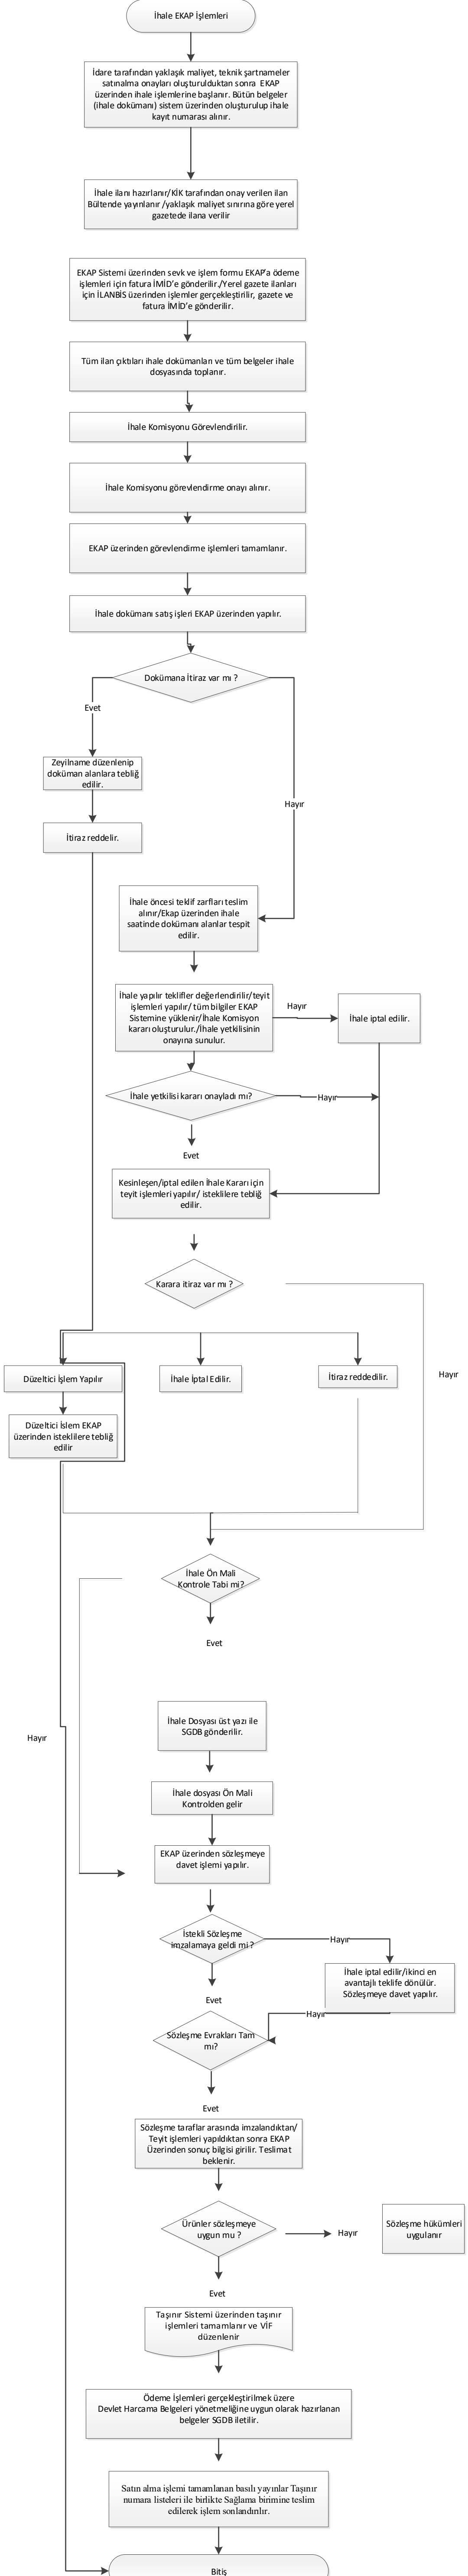 İhale EKAP İşlemleri
İdare tarafından yaklaşık maliyet, teknik şartnameler
satınalma onayları oluşturulduktan sonra EKAP
üzerinden ihale işlemlerine başlanır. Bütün belgeler
(ihale dokümanı) sistem üzerinden oluşturulup ihale
kayıt numarası alınır.
İhale ilanı hazırlanır/KİK tarafından onay verilen ilan
Bültende yayınlanır /yaklaşık maliyet sınırına göre yerel
gazetede ilana verilir
EKAP Sistemi üzerinden sevk ve işlem formu EKAP'a ödeme
işlemleri için fatura İMİD'e gönderilir./Yerel gazete ilanları
için İLANBİS üzerinden işlemler gerçekleştirilir, gazete ve
fatura İMİD'e gönderilir.
Tüm ilan çıktıları ihale dokümanları ve tüm belgeler ihale
dosyasında toplanır.
İhale Komisyonu Görevlendirilir.
İhale Komisyonu görevlendirme onayı alınır.
EKAP üzerinden görevlendirme işlemleri tamamlanır.
İhale dokümanı satış işleri EKAP üzerinden yapılır.
Dokümana İtiraz var mı ?
Evet
Zeyilname düzenlenip
doküman alanlara tebliğ
edilir.
Hayır
İtiraz reddelir.
İhale öncesi teklif zarfları teslim
alınır/Ekap üzerinden ihale
saatinde dokümanı alanlar tespit
edilir.
İhale yapılır teklifler değerlendirilir/teyit
işlemleri yapılır/ tüm bilgiler EKAP
Sistemine yüklenir/İhale Komisyon
kararı oluşturulur./İhale yetkilisinin
onayına sunulur.
Hayır
İhale iptal edilir.
İhale yetkilisi kararı onayladı mı?
Hayır
Evet
Kesinleşen/iptal edilen İhale Kararı için
teyit işlemleri yapılır/ isteklilere tebliğ
edilir.
Karara itiraz var mı ?
Hayır
Düzeltici İşlem Yapılır
İhale İptal Edilir.
İtiraz reddedilir.
Düzeltici İşlem EKAP
üzerinden isteklilere tebliğ
edilir
İhale Ön Mali
Kontrole Tabi mi?
Evet
İhale Dosyası üst yazı ile
SGDB gönderilir.
Hayır
İhale dosyası Ön Mali
Kontrolden gelir
EKAP üzerinden sözleşmeye
davet işlemi yapılır.
İstekli Sözleşme
imzalamaya geldi mi ?
Hayır
İhale iptal edilir/ikinci en
avantajlı teklife dönülür.
Sözleşmeye davet yapılır.
Evet
Hayır
Sözleşme Evrakları Tam
mı?
Evet
Sözleşme taraflar arasında imzalandıktan/
Teyit işlemleri yapıldıktan sonra EKAP
Üzerinden sonuç bilgisi girilir. Teslimat
beklenir.
Ürünler sözleşmeye
uygun mu ?
Hayır
Sözleşme hükümleri
uygulanır
Evet
Taşınır Sistemi üzerinden taşınır
işlemleri tamamlanır ve VİF
düzenlenir
Ödeme İşlemleri gerçekleştirilmek üzere
Devlet Harcama Belgeleri yönetmeliğine uygun olarak hazırlanan
belgeler SGDB iletilir.
Satın alma işlemi tamamlanan basılı yayınlar Taşınır
numara listeleri ile birlikte Sağlama birimine teslim
edilerek işlem sonlandırılır.
Bitiş